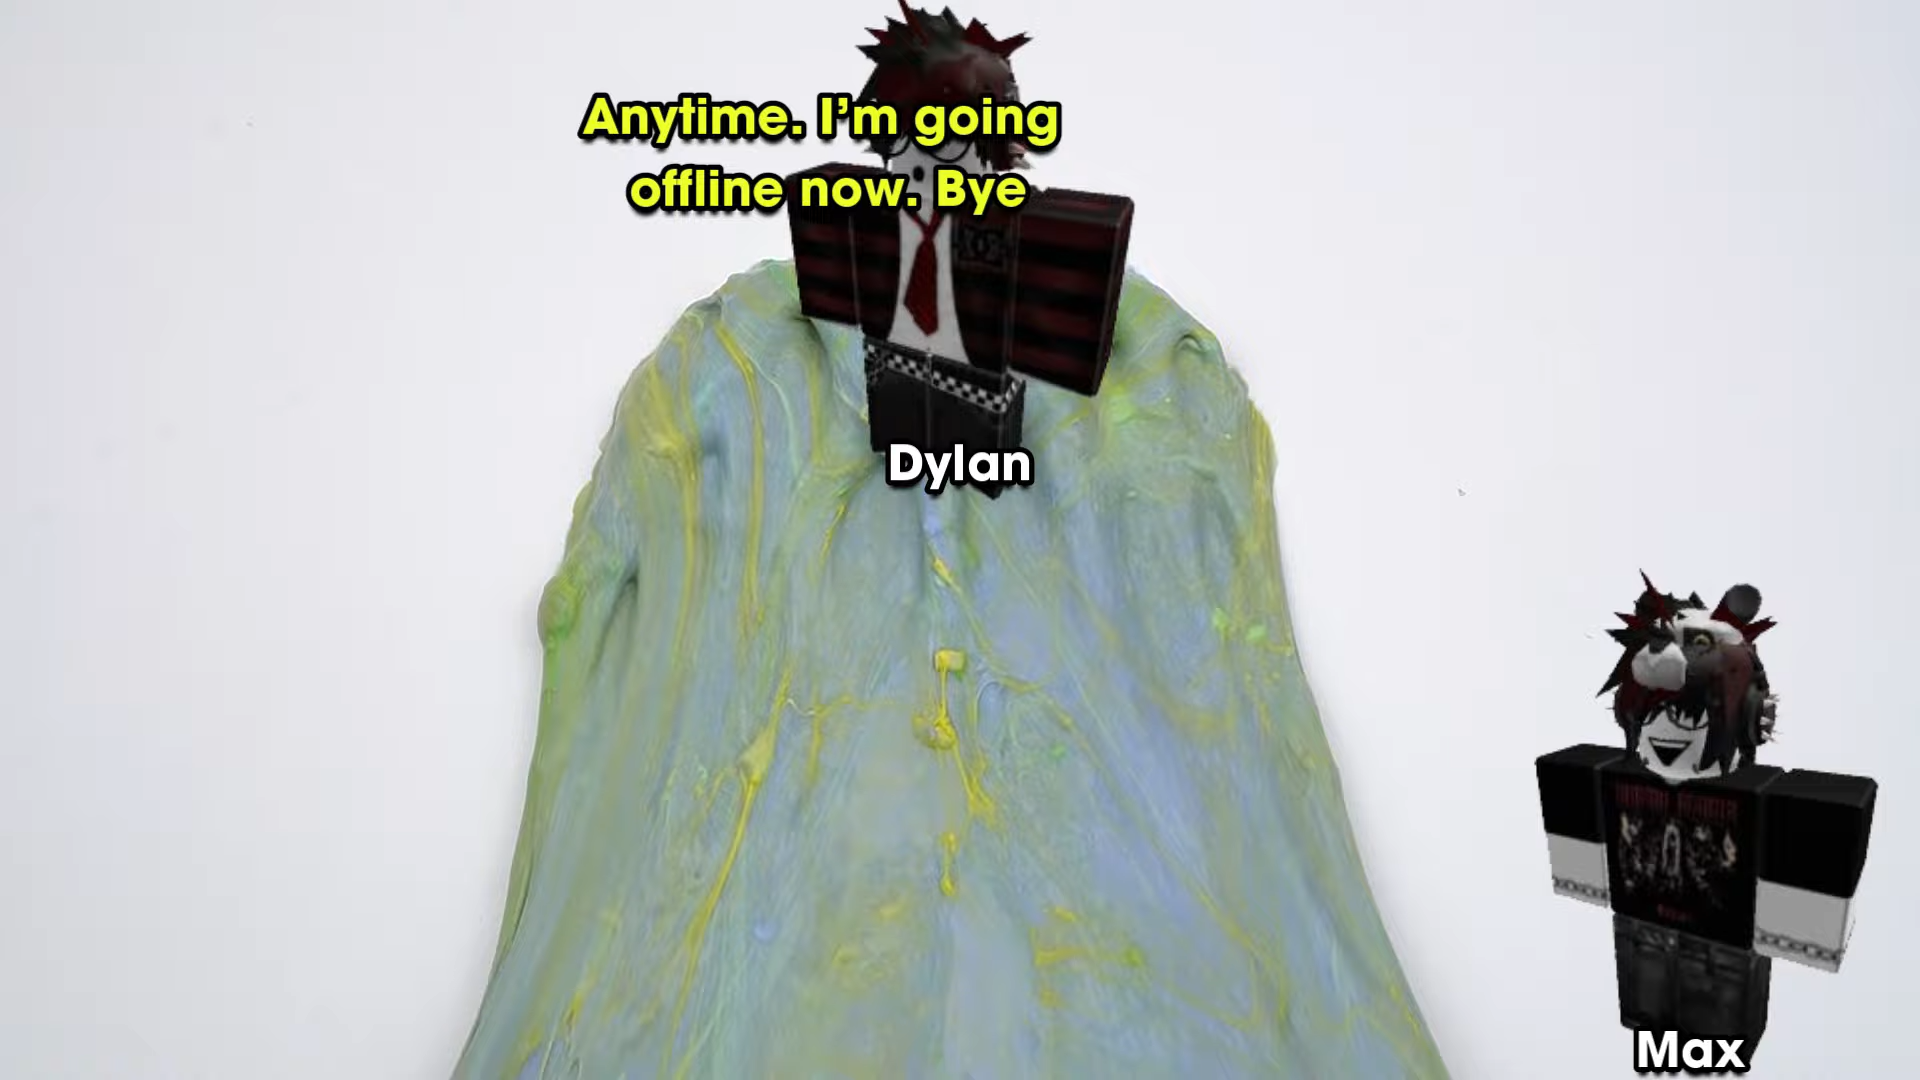 Anytime. I'm going
offline now. Bye
Dylan
Max